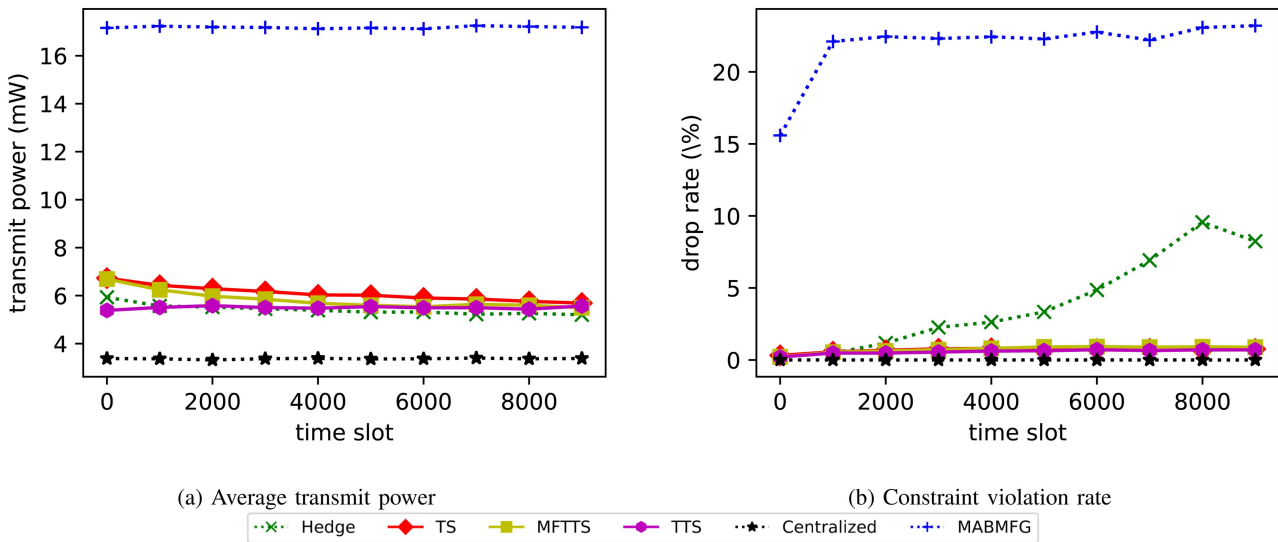 16
14
12
10
8
6
4
transmit power (mW)
0 2000 4000 6000 8000
time slot
20
15
10
5
0
drop rate (\%)
0 2000 4000 6000 8000
time slot
(a) Average transmit power
(b) Constraint violation rate
Hedge TS MFTTS TTS Centralized MABMFG